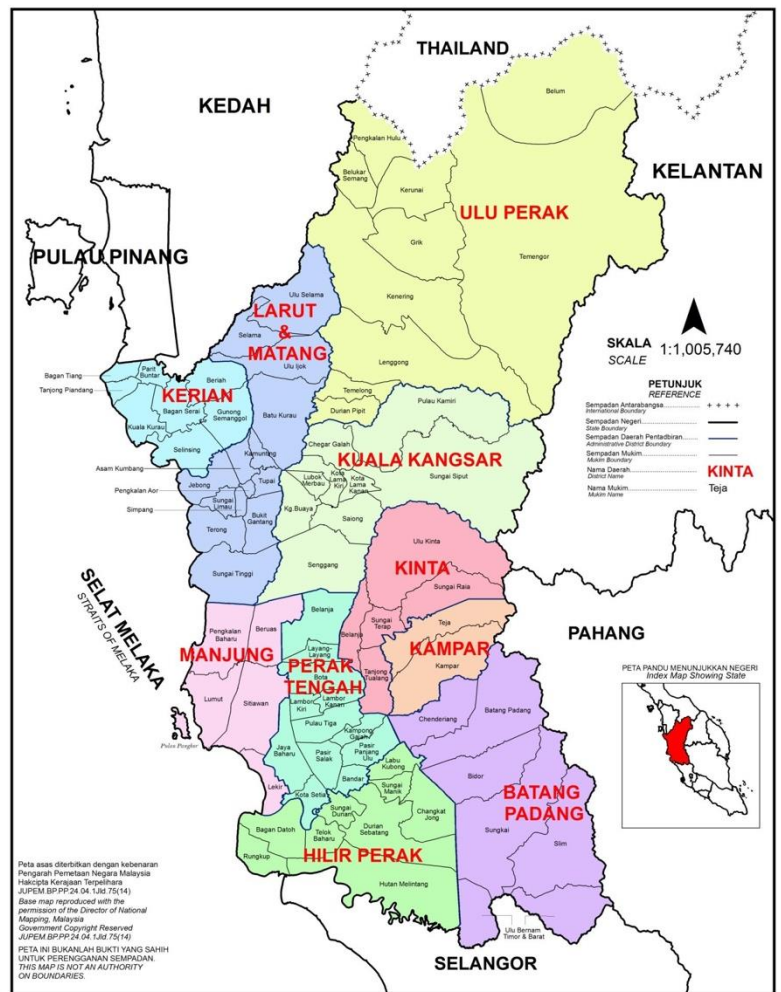 THAILAND
KEDAH
KELANTAN
PULAU PINANG
Belum
Pengkalan Hulu
Belukar
Semang
Kerunai
ULU PERAK
Grik
Temengor
Kenering
Lenggong
Temelong
Durian Pipit
Ulu Selama
LARUT
&
MATANG
Selama
Ulu Ijok
Batu Kurau
Kamunting
Asam Kumbang
Jebong
Tupai
Pengkalan Aor
Sungai
Limau
Simpang
Bukit
Gantang
Terong
Sungai Tinggi
Bagan Tiang
Parit
Buntar
Tanjong Piandang
Beriah
KERIAN
Bagan Serai
Gunong
Semanggol
Kuala Kurau
Selinsing
Pulau Kamiri
Chegar Galah
KUALA KANGSAR
Sungai Siput
Lubok
Merbau
Kota
Lama
Kiri
Kota
Lama
Kanan
Kg.Buaya
Saiong
Senggang
Ulu Kinta
KINTA
Sungai Raia
Sungai
Terap
Belanja
Tanjong
Tualang
Teja
KAMPAR
Kampar
SELAT MELAKA
STRAITS OF MELAKA
Pengkalan
Baharu
Beruas
MANJUNG
Lumut
Sitiawan
Lekir
Pulau Pangkor
Belanja
Layang-
Layang
PERAK
TENGAH
Bota
Lambor
Kiri
Lambor
Kanan
Pulau Tiga
Kampong
Gajah
Jaya
Baharu
Pasir
Salak
Pasir
Panjang
Ulu
Bandar
Kota Setia
Labu
Kubong
Sungai
Manik
Sungai
Durian
Changkat
Jong
Bagan Datoh
Telok
Baharu
Durian
Sebatang
Rungkup
HILIR PERAK
Hutan Melintang
PAHANG
Chenderiang
Batang Padang
Bidor
BATANG
PADANG
Sungkai
Slim
Ulu Bernam
Timor & Barat
SELANGOR
SKALA 1:1,005,740
SCALE
PETUNJUK
REFERENCE
Sempadan Antarabangsa
International Boundary
Sempadan Negeri
State Boundary
Sempadan Daerah Pentadbiran
Administrative District Boundary
Sempadan Mukim
Mukim Boundary
Nama Daerah KINTA
District Name
Nama Mukim Teja
Mukim Name
PETA PANDU MENUNJUKKAN NEGERI
Index Map Showing State
Peta asas diterbitkan dengan kebenaran
Pengarah Pemetaan Negara Malaysia
Hakcipta Kerajaan Terpelihara
JUPEM.BP.PP.24.04.1Jld.75(14)
Base map reproduced with the
permission of the Director of National
Mapping, Malaysia
Government Copyright Reserved
JUPEM.BP.PP.24.04.1Jld.75(14)
PETA INI BUKANLAH BUKTI YANG SAHIH
UNTUK PERENGGANAN SEMPADAN.
THIS MAP IS NOT AN AUTHORITY
ON BOUNDARIES.